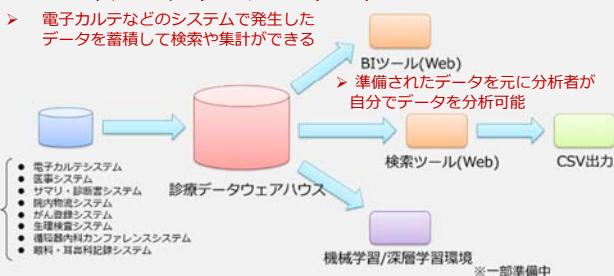 ➢ 電子カルテなどのシステムで発生した
データを蓄積して検索や集計ができる
BIツール(Web)
➢ 準備されたデータを元に分析者が
自分でデータを分析可能
検索ツール(Web)
CSV出力
診療データウェアハウス
● 電子カルテシステム
● 医事システム
● サマリ・診断書システム
● 院内物流システム
● がん登録システム
● 生理検査システム
● 循環器内科カンファレンスシステム
● 眼科・耳鼻科記録システム
機械学習/深層学習環境
※一部準備中